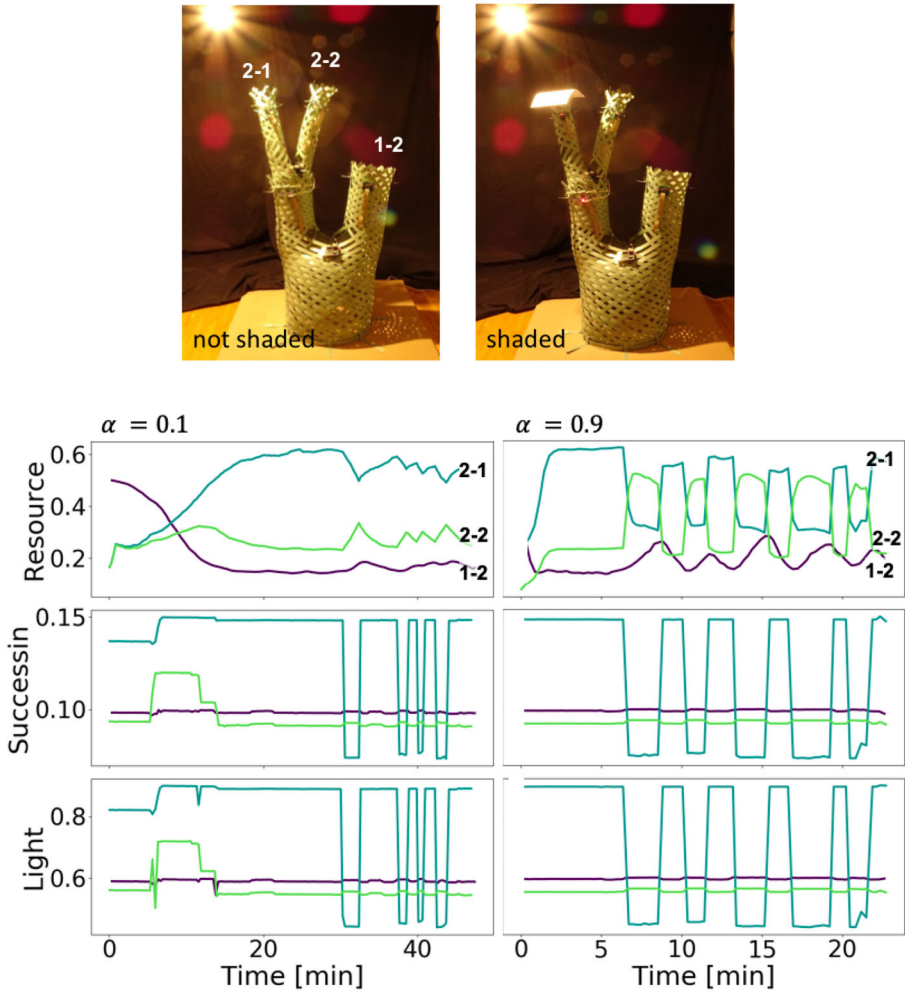 2-1
2-2
1-2
not shaded
shaded
α = 0.1
α = 0.9
Resource
0.6
0.4
0.2
2-1
2-2
1-2
2-1
2-2
1-2
Successin
0.15
0.10
Light
0.8
0.6
0 20 40
0 5 10 15 20
Time [min]
Time [min]